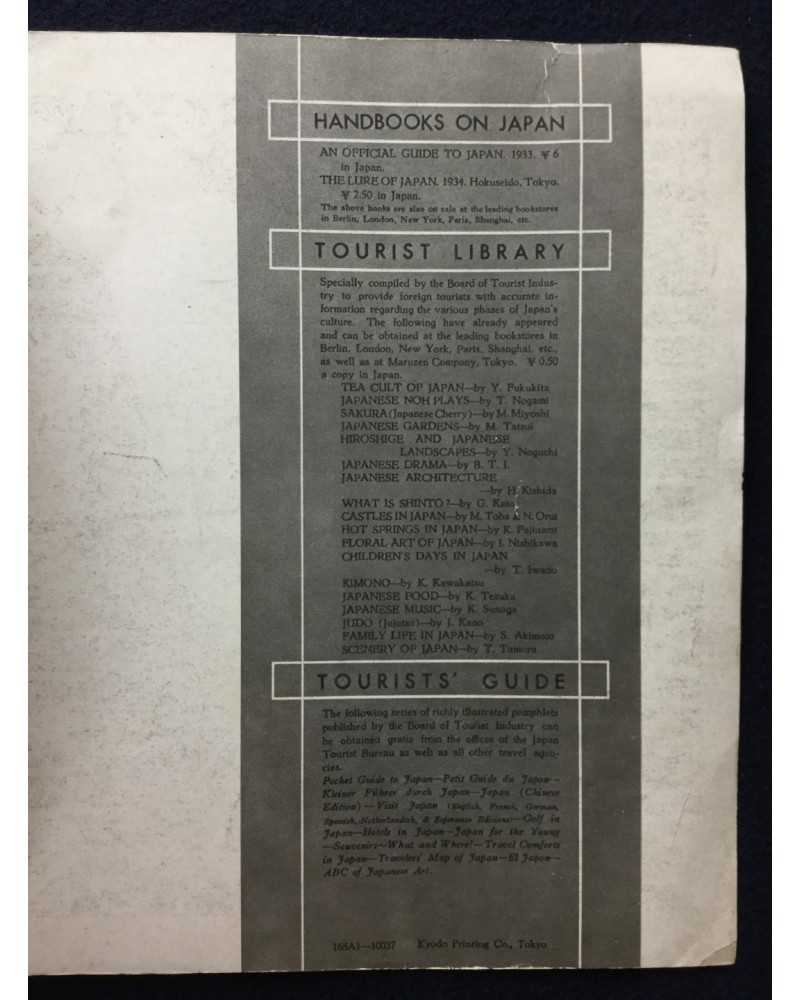 HANDBOOKS ON JAPAN
AN OFFICIAL GUIDE TO JAPAN. 1933. ¥ 6
in Japan.
THE LURE OF JAPAN. 1934. Hokuseido, Tokyo.
¥ 2.50 in Japan.
The above books are also on sale at the leading bookstores
in Berlin, London, New York, Paris, Shanghai, etc.
TOURIST LIBRARY
Specially compiled by the Board of Tourist Indus-
try to provide foreign tourists with accurate in-
formation regarding the various phases of Japan's
culture. The following have already appeared
and can be obtained at the leading bookstores in
Berlin, London, New York, Paris, Shanghai, etc.,
as well as at Maruzen Company, Tokyo. ¥ 0.50
a copy in Japan.
TEA CULT OF JAPAN—by Y. Fukukita
JAPANESE NOH PLAYS—by T. Nogami
SAKURA (Japanese Cherry)—by M. Miyoshi
JAPANESE GARDENS—by M. Tatsui
HIROSHIGE AND JAPANESE
LANDSCAPES—by Y. Noguchi
JAPANESE DRAMA—by B. T. I.
JAPANESE ARCHITECTURE
—by H. Kishida
WHAT IS SHINTO?—by G. Kato
CASTLES IN JAPAN—by M. Toba & N. Orui
HOT SPRINGS IN JAPAN—by K. Fujinami
FLORAL ART OF JAPAN—by I. Nishikawa
CHILDREN'S DAYS IN JAPAN
—by T. Iwado
KIMONO—by K. Kawakatsu
JAPANESE FOOD—by K. Tezuka
JAPANESE MUSIC—by K. Sunaga
JUDO (Jujutsu)—by J. Kano
FAMILY LIFE IN JAPAN—by S. Akimoto
SCENERY OF JAPAN—by T. Tamura
TOURISTS' GUIDE
The following series of richly illustrated pamphlets
published by the Board of Tourist Industry can
be obtained gratis from the offices of the Japan
Tourist Bureau as well as all other travel agen-
cies.
Pocket Guide to Japan—Petit Guide du Japon—
Kleiner Führer durch Japan—Japan (Chinese
Edition)—Visit Japan (English, French, German,
Spanish, Netherlandish, & Esperanto Editions)—Golf in
Japan—Hotels in Japan—Japan for the Young
—Souvenirs—What and Where?—Travel Comforts
in Japan—Travelers' Map of Japan—El Japon—
ABC of Japanese Art.
168A1—10037 Kyodo Printing Co., Tokyo